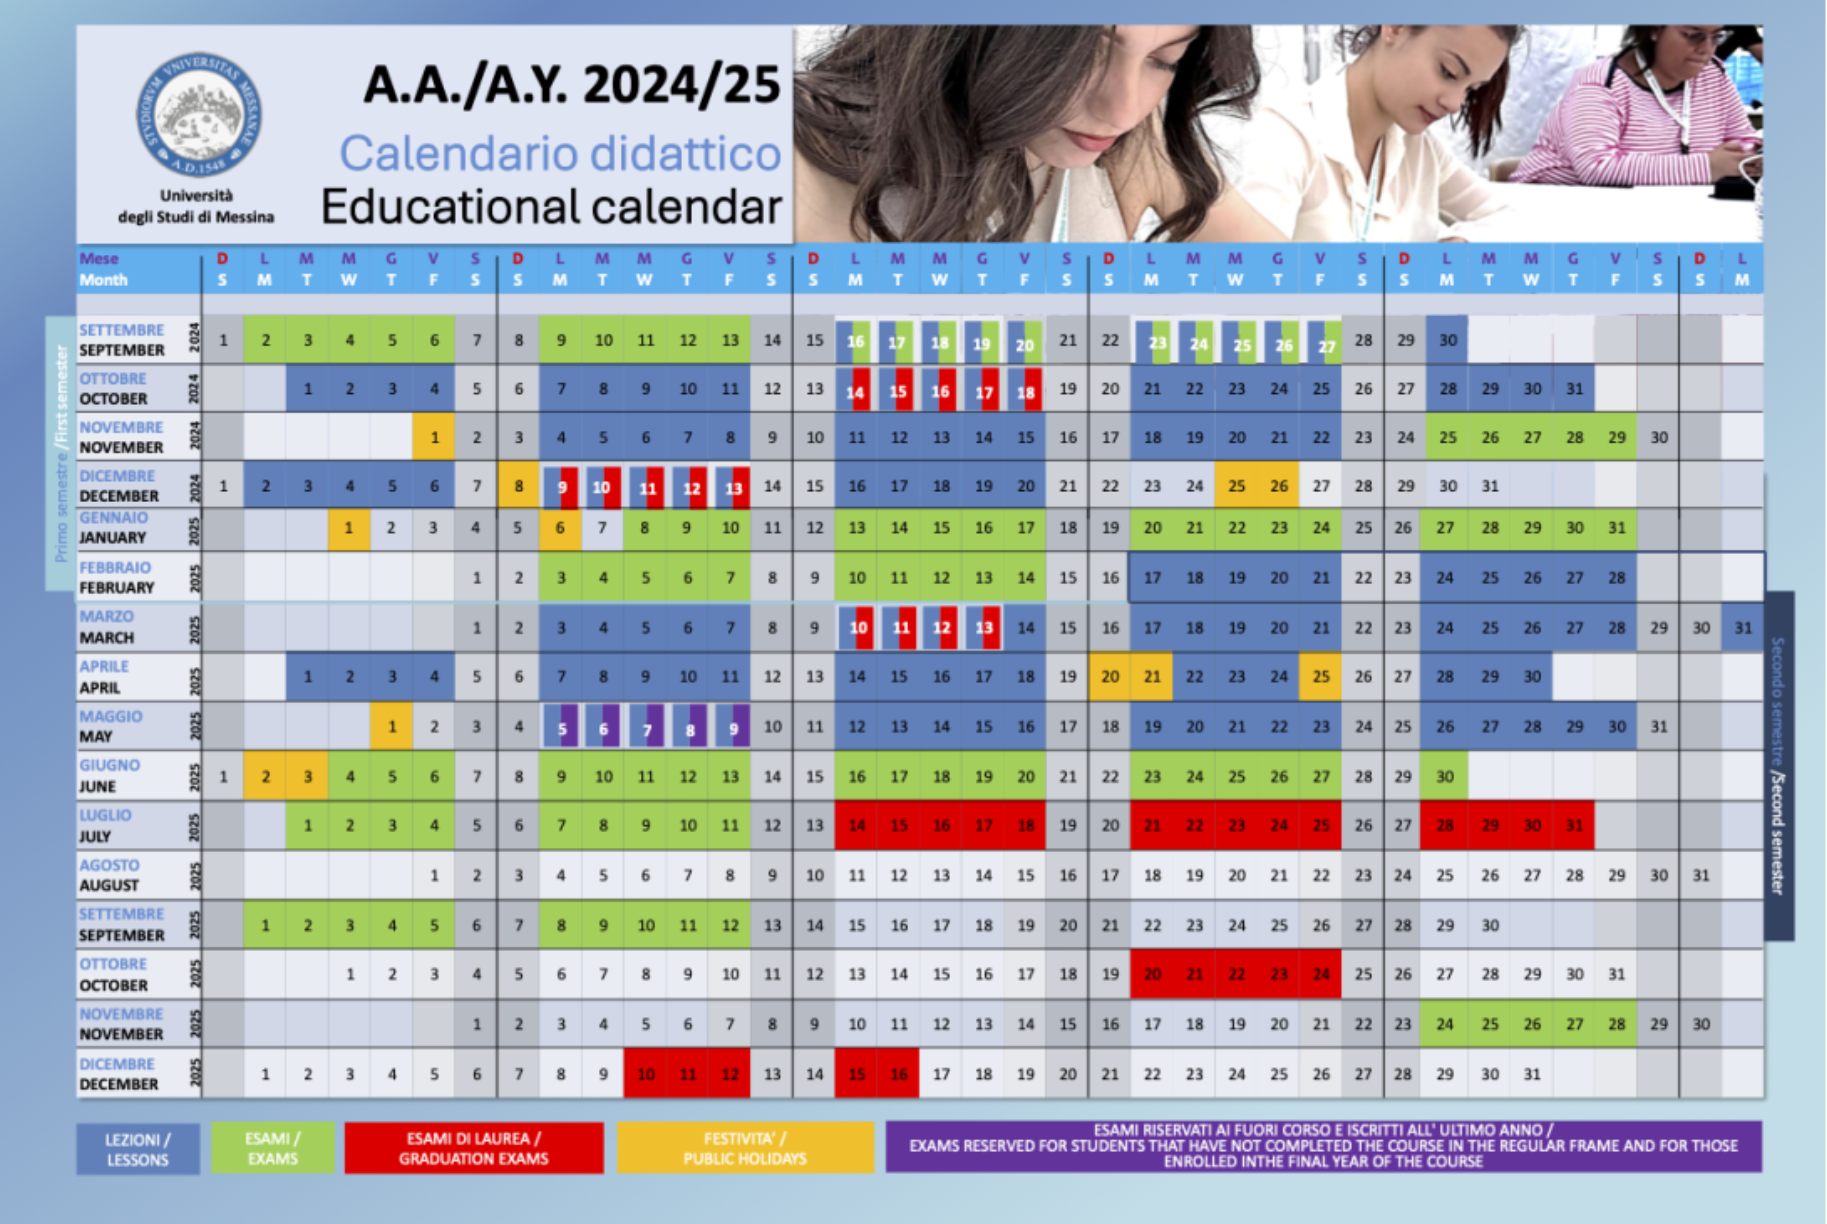 STUDIORVM VNIVERSITAS MESSANAE
A.D.1548
Università
degli Studi di Messina
A.A./A.Y. 2024/25
Calendario didattico
Educational calendar
Mese D L M M G V S D L M M G V S D L M M G V S D L M M G V S D L M M G V S D L
Month S M T W T F S S M T W T F S S M T W T F S S M T W T F S S M T W T F S S M
Primo semestre /First semester
SETTEMBRE
SEPTEMBER 2024 1 2 3 4 5 6 7 8 9 10 11 12 13 14 15 16 17 18 19 20 21 22 23 24 25 26 27 28 29 30
OTTOBRE
OCTOBER 2024 1 2 3 4 5 6 7 8 9 10 11 12 13 14 15 16 17 18 19 20 21 22 23 24 25 26 27 28 29 30 31
NOVEMBRE
NOVEMBER 2024 1 2 3 4 5 6 7 8 9 10 11 12 13 14 15 16 17 18 19 20 21 22 23 24 25 26 27 28 29 30
DICEMBRE
DECEMBER 2024 1 2 3 4 5 6 7 8 9 10 11 12 13 14 15 16 17 18 19 20 21 22 23 24 25 26 27 28 29 30 31
GENNAIO
JANUARY 2025 1 2 3 4 5 6 7 8 9 10 11 12 13 14 15 16 17 18 19 20 21 22 23 24 25 26 27 28 29 30 31
FEBBRAIO
FEBRUARY 2025 1 2 3 4 5 6 7 8 9 10 11 12 13 14 15 16 17 18 19 20 21 22 23 24 25 26 27 28
MARZO
MARCH 2025 1 2 3 4 5 6 7 8 9 10 11 12 13 14 15 16 17 18 19 20 21 22 23 24 25 26 27 28 29 30 31
APRILE
APRIL 2025 1 2 3 4 5 6 7 8 9 10 11 12 13 14 15 16 17 18 19 20 21 22 23 24 25 26 27 28 29 30
MAGGIO
MAY 2025 1 2 3 4 5 6 7 8 9 10 11 12 13 14 15 16 17 18 19 20 21 22 23 24 25 26 27 28 29 30 31
GIUGNO
JUNE 2025 1 2 3 4 5 6 7 8 9 10 11 12 13 14 15 16 17 18 19 20 21 22 23 24 25 26 27 28 29 30
LUGLIO
JULY 2025 1 2 3 4 5 6 7 8 9 10 11 12 13 14 15 16 17 18 19 20 21 22 23 24 25 26 27 28 29 30 31
AGOSTO
AUGUST 2025 1 2 3 4 5 6 7 8 9 10 11 12 13 14 15 16 17 18 19 20 21 22 23 24 25 26 27 28 29 30 31
SETTEMBRE
SEPTEMBER 2025 1 2 3 4 5 6 7 8 9 10 11 12 13 14 15 16 17 18 19 20 21 22 23 24 25 26 27 28 29 30
OTTOBRE
OCTOBER 2025 1 2 3 4 5 6 7 8 9 10 11 12 13 14 15 16 17 18 19 20 21 22 23 24 25 26 27 28 29 30 31
NOVEMBRE
NOVEMBER 2025 1 2 3 4 5 6 7 8 9 10 11 12 13 14 15 16 17 18 19 20 21 22 23 24 25 26 27 28 29 30
DICEMBRE
DECEMBER 2025 1 2 3 4 5 6 7 8 9 10 11 12 13 14 15 16 17 18 19 20 21 22 23 24 25 26 27 28 29 30 31
Secondo semestre /Second semester
LEZIONI /
LESSONS
ESAMI /
EXAMS
ESAMI DI LAUREA /
GRADUATION EXAMS
FESTIVITA' /
PUBLIC HOLIDAYS
ESAMI RISERVATI AI FUORI CORSO E ISCRITTI ALL' ULTIMO ANNO /
EXAMS RESERVED FOR STUDENTS THAT HAVE NOT COMPLETED THE COURSE IN THE REGULAR FRAME AND FOR THOSE
ENROLLED INTHE FINAL YEAR OF THE COURSE